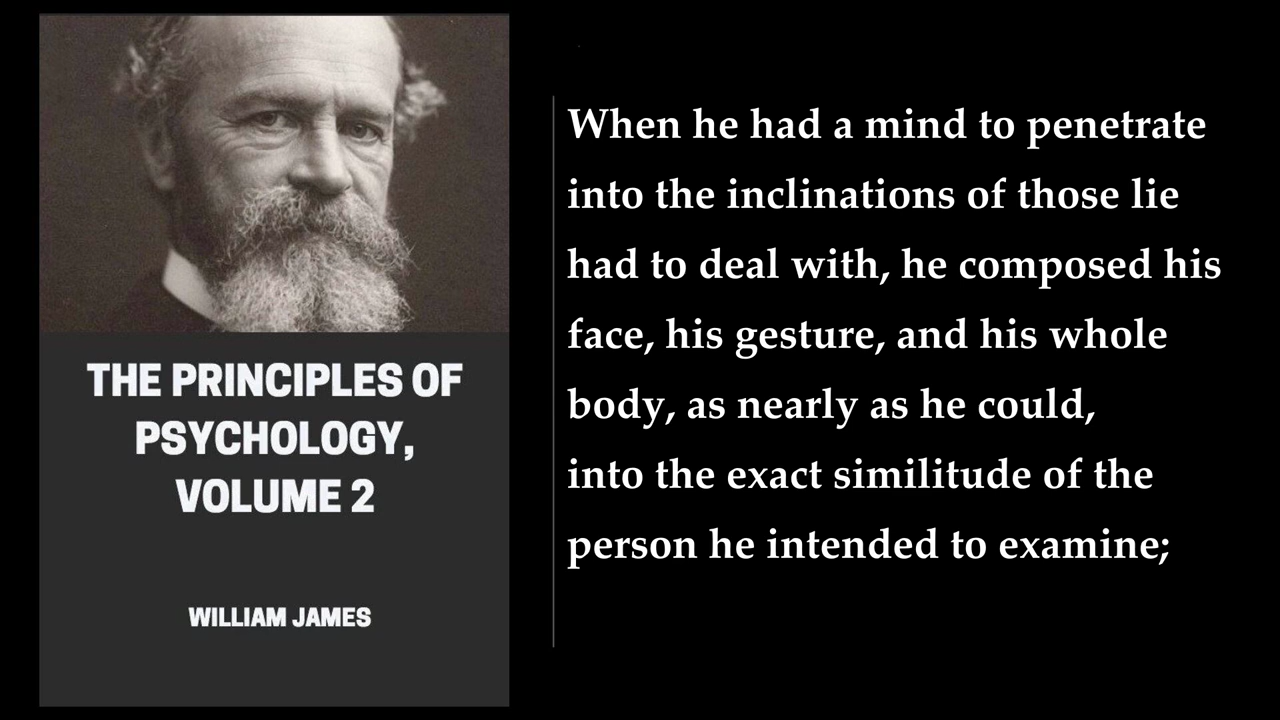 THE PRINCIPLES OF
PSYCHOLOGY,
VOLUME 2
WILLIAM JAMES
When he had a mind to penetrate
into the inclinations of those lie
had to deal with, he composed his
face, his gesture, and his whole
body, as nearly as he could,
into the exact similitude of the
person he intended to examine;